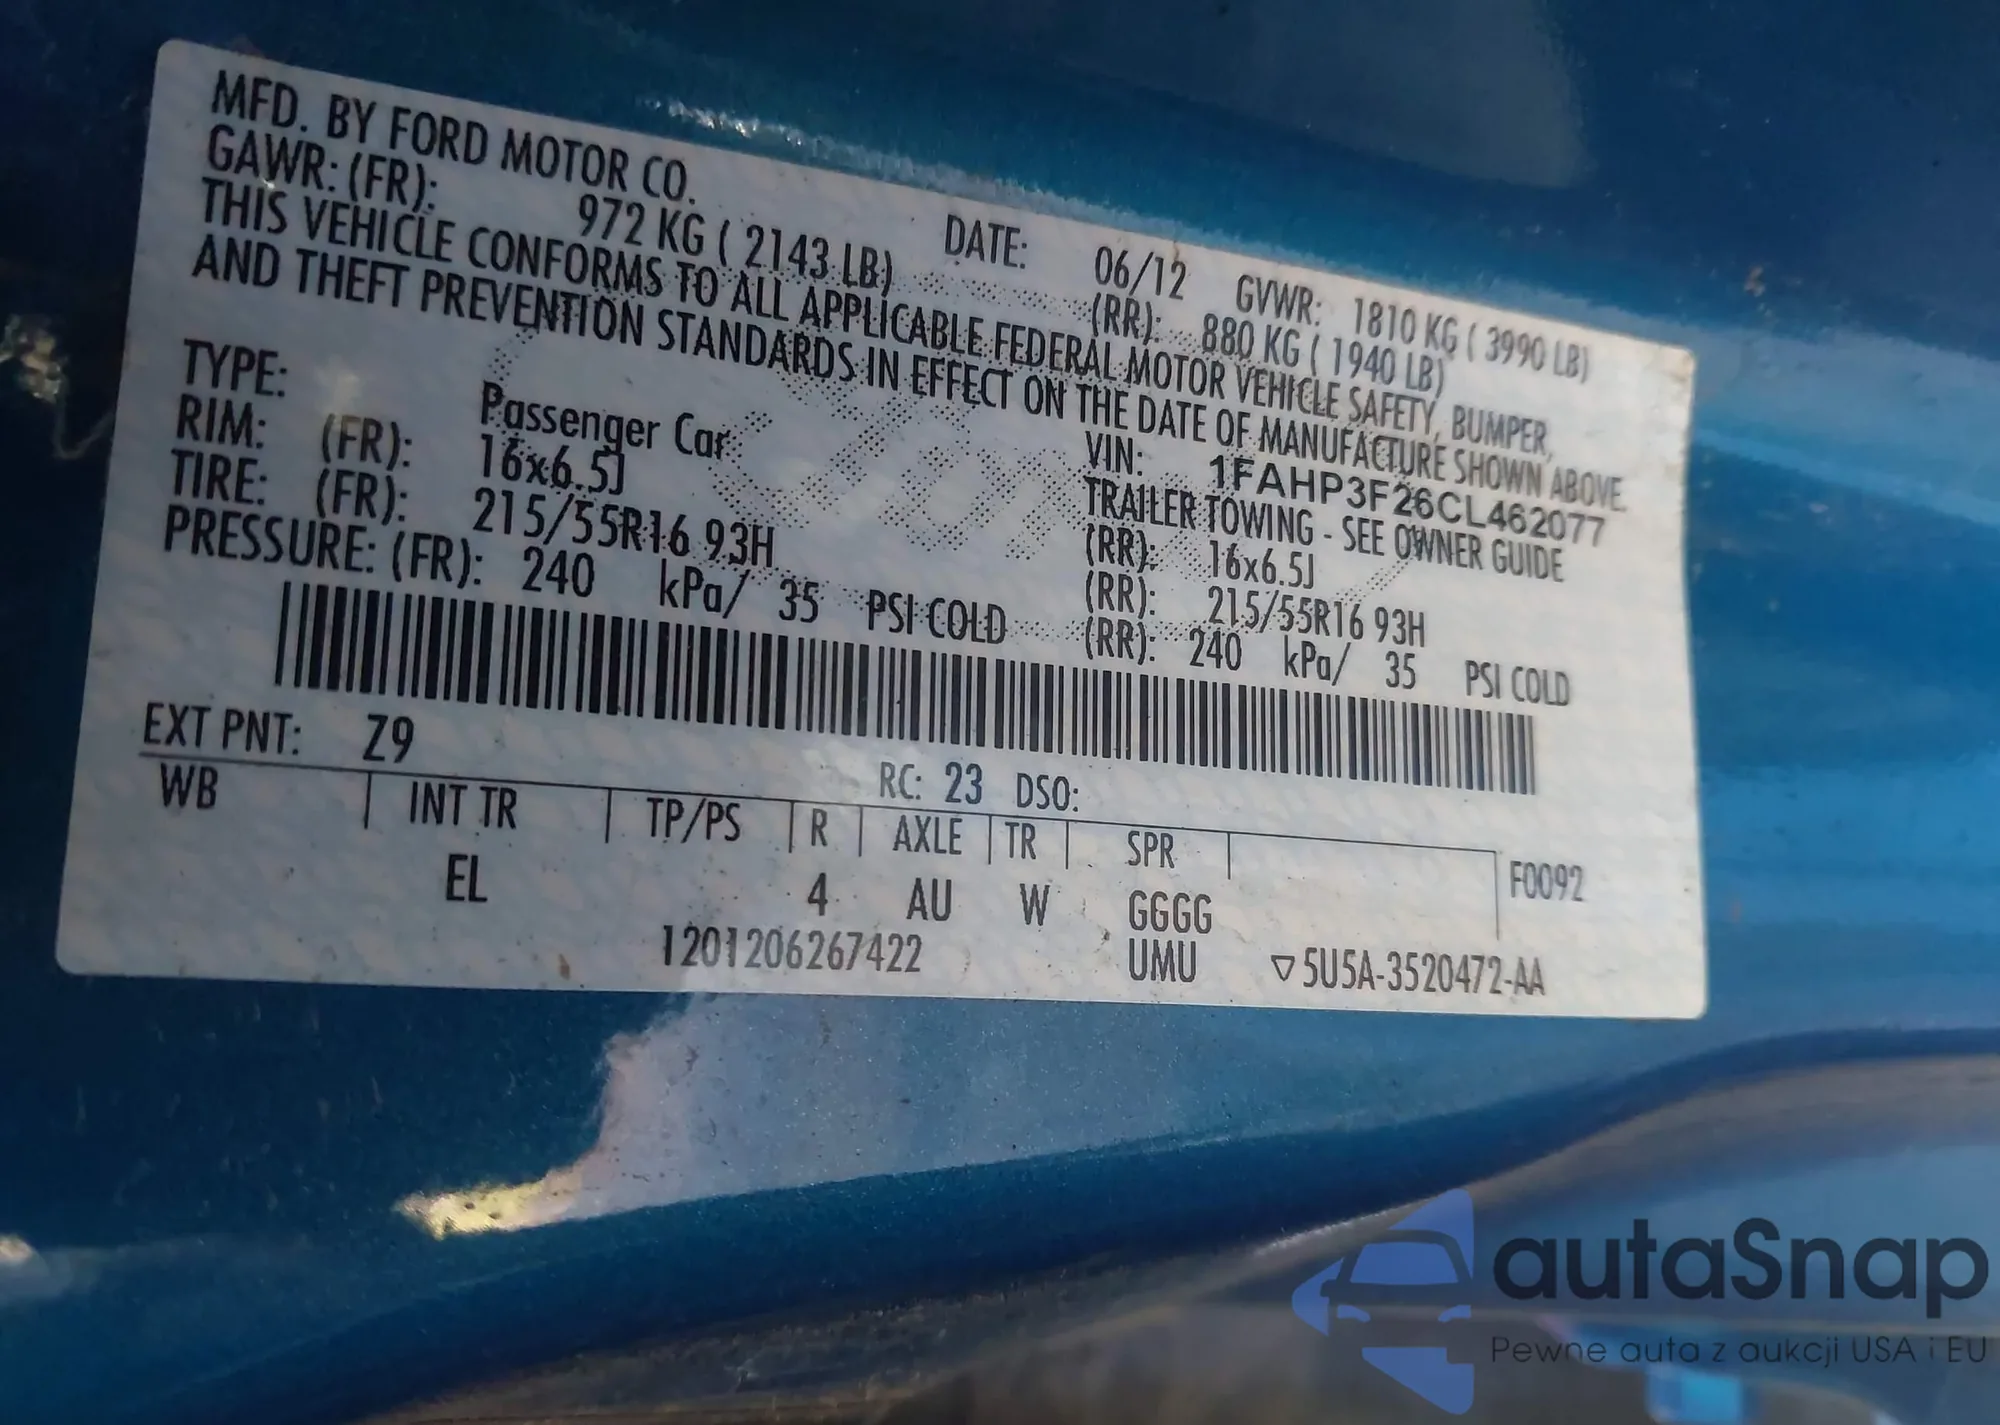 MFD. BY FORD MOTOR CO.
DATE: 06/12 GVWR: 1810 KG ( 3990 LB)
GAWR: (FR): 972 KG ( 2143 LB) (RR): 880 KG ( 1940 LB)
THIS VEHICLE CONFORMS TO ALL APPLICABLE FEDERAL MOTOR VEHICLE SAFETY, BUMPER,
AND THEFT PREVENTION STANDARDS IN EFFECT ON THE DATE OF MANUFACTURE SHOWN ABOVE.
VIN: 1FAHP3F26CL462077
TYPE: Passenger Car TRAILER TOWING - SEE OWNER GUIDE
RIM: (FR): 16x6.5J (RR): 16x6.5J
TIRE: (FR): 215/55R16 93H (RR): 215/55R16 93H
PRESSURE: (FR): 240 kPa/ 35 PSI COLD (RR): 240 kPa/ 35 PSI COLD
EXT PNT: Z9 RC: 23 DSO:
WB INT TR TP/PS R AXLE TR SPR F0092
EL 4 AU W GGGG
1201206267422 UMU ▽5U5A-3520472-AA
autaSnap
Pewne auta z aukcji USA i EU